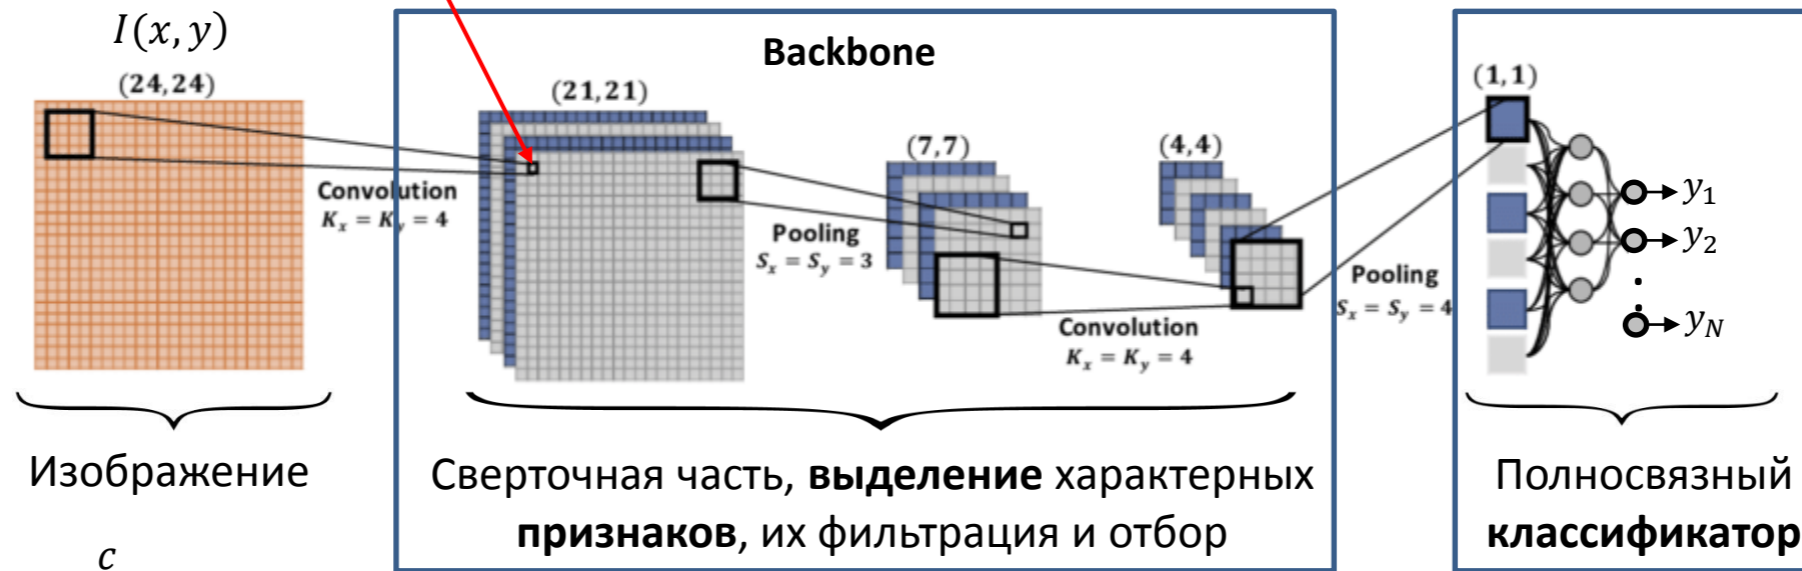 I(x, y)
(24,24)
Backbone
(21,21)
Convolution
K_x = K_y = 4
Pooling
S_x = S_y = 3
(7,7)
Convolution
K_x = K_y = 4
(4,4)
Pooling
S_x = S_y = 4
(1,1)
y_1
y_2
y_N
Изображение
Сверточная часть, выделение характерных
признаков, их фильтрация и отбор
Полносвязный
классификатор
c